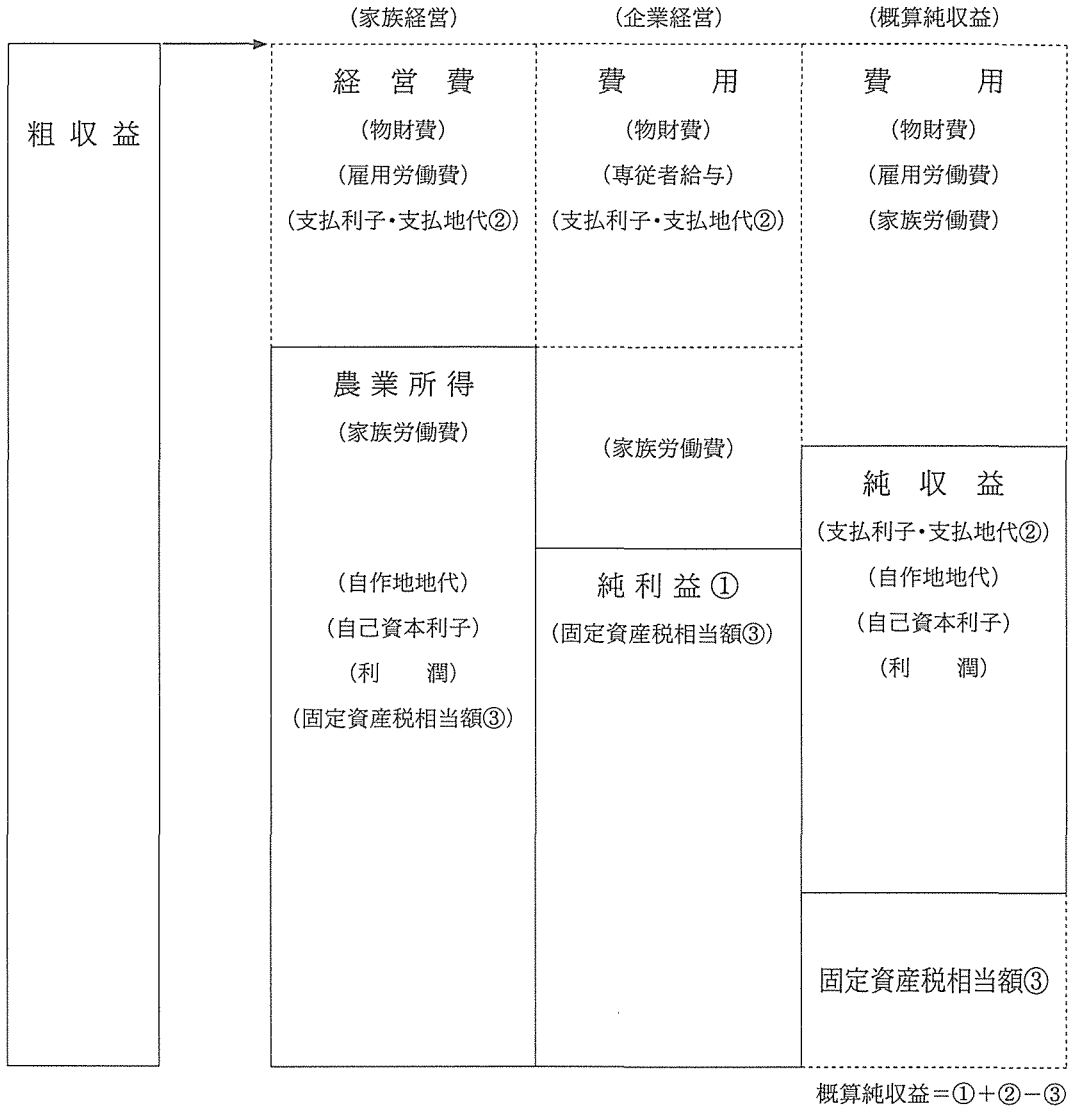 (家族経営)
(企業経営)
(概算純収益)
粗収益
経営費
(物財費)
(雇用労働費)
(支払利子・支払地代②)
農業所得
(家族労働費)
(自作地地代)
(自己資本利子)
(利 潤)
(固定資産税相当額③)
費 用
(物財費)
(専従者給与)
(支払利子・支払地代②)
(家族労働費)
純利益①
(固定資産税相当額③)
費 用
(物財費)
(雇用労働費)
(家族労働費)
純収益
(支払利子・支払地代②)
(自作地地代)
(自己資本利子)
(利 潤)
固定資産税相当額③
概算純収益=①+②-③